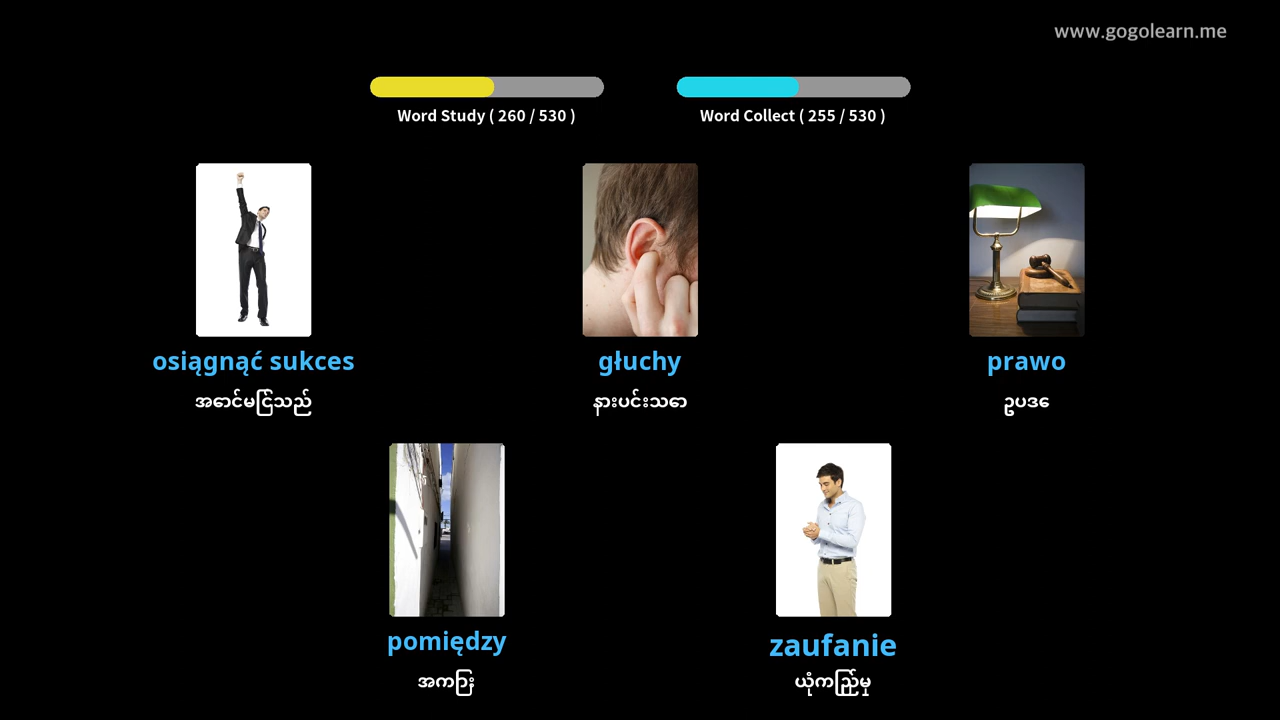 www.gogolearn.me
Word Study ( 260 / 530 )
Word Collect ( 255 / 530 )
osiągnąć sukces
အောင်မြင်သည်
głuchy
နားပင်းသော
prawo
ဥပဒေ
pomiędzy
အကြား
zaufanie
ယုံကြည်မှု